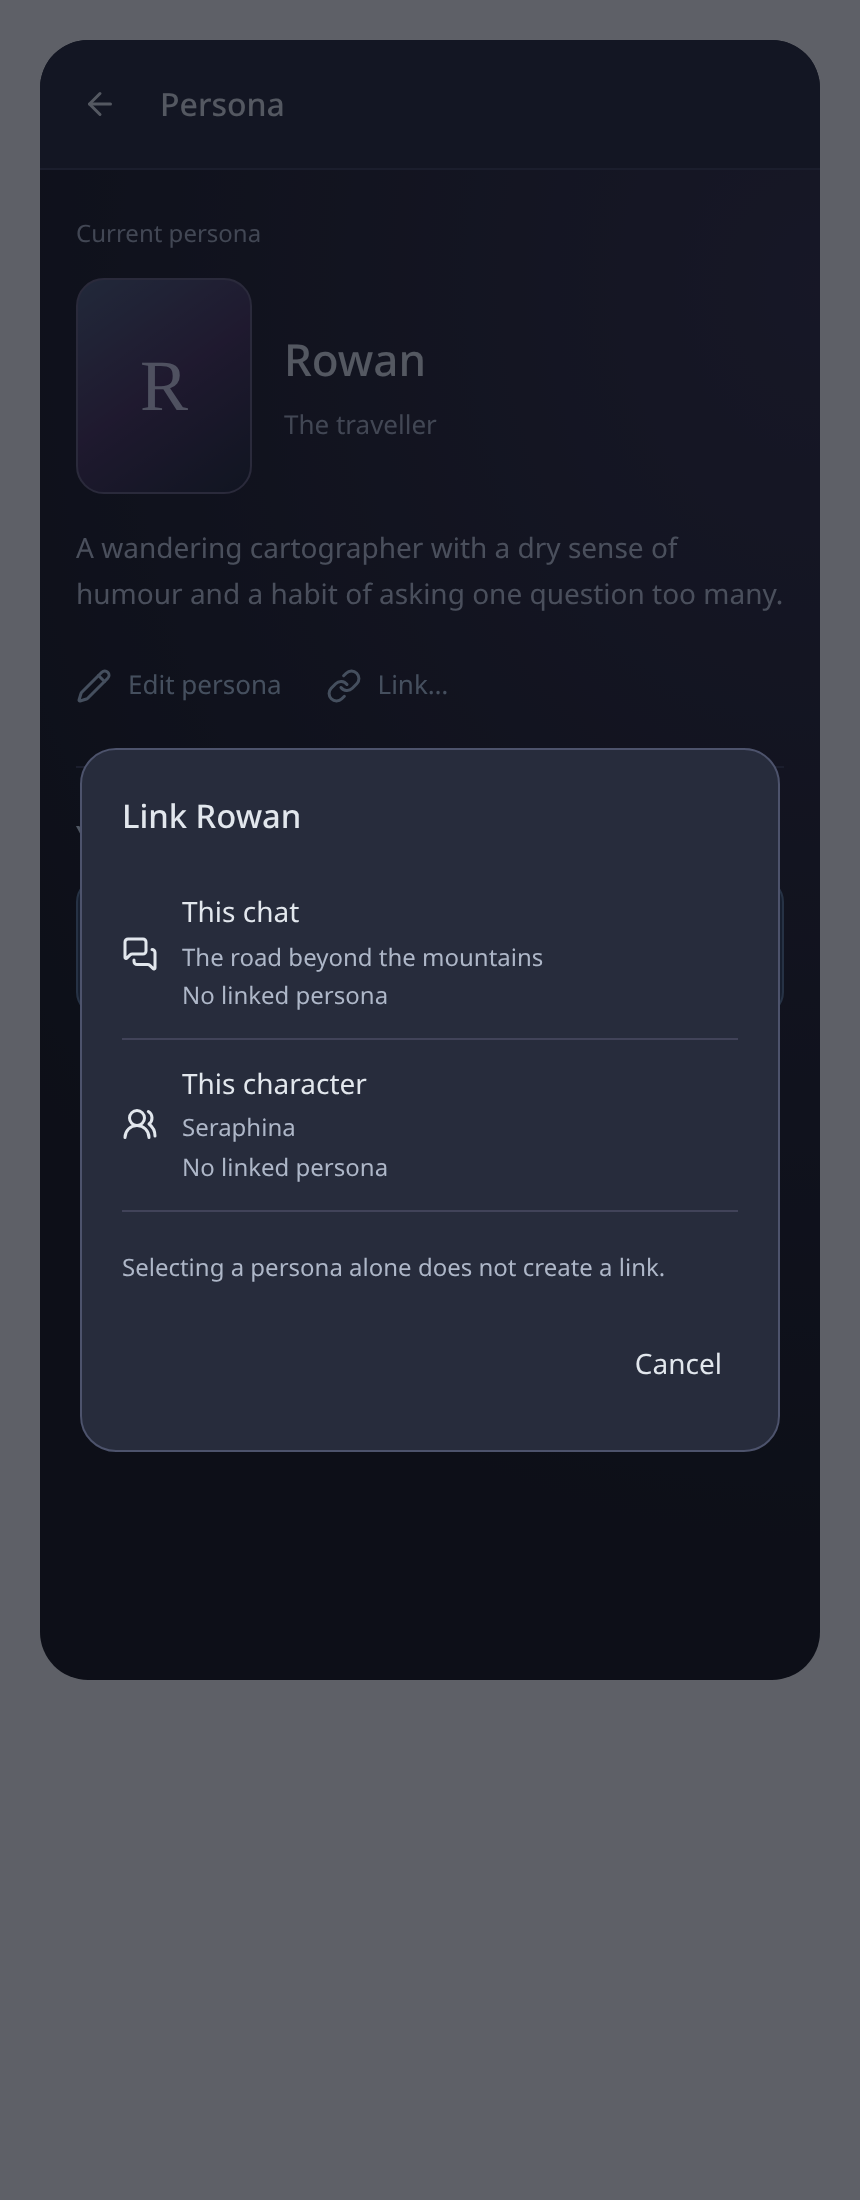 Persona
Current persona
R
Rowan
The traveller
A wandering cartographer with a dry sense of
humour and a habit of asking one question too many.
Edit persona
Link...
Link Rowan
This chat
The road beyond the mountains
No linked persona
This character
Seraphina
No linked persona
Selecting a persona alone does not create a link.
Cancel